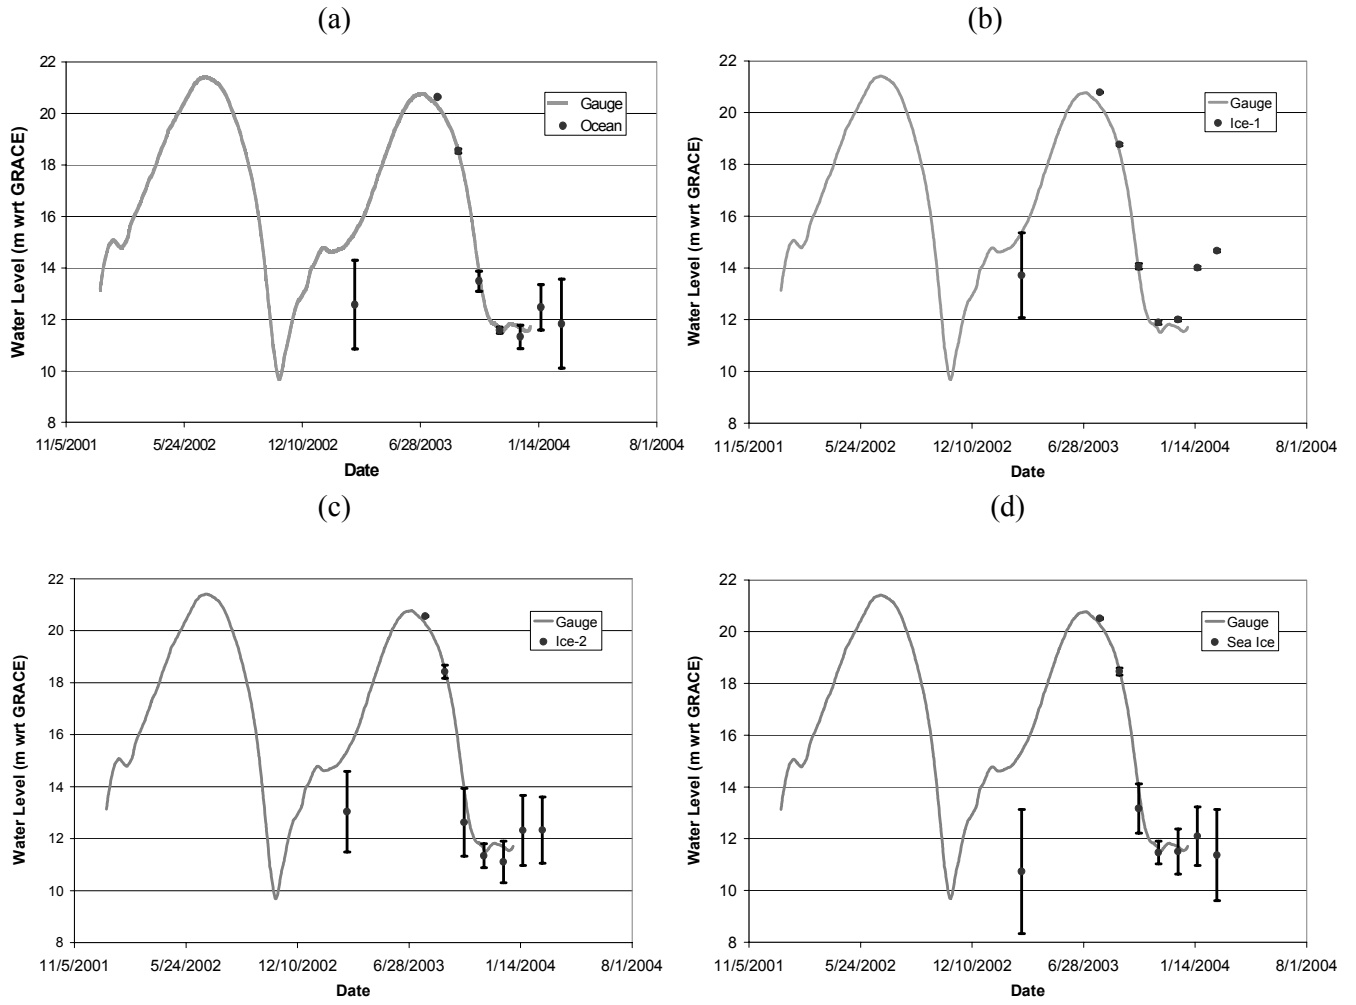 (a)
22
20
18
16
14
12
10
8
Water Level (m wrt GRACE)
Gauge
Ocean
11/5/2001 5/24/2002 12/10/2002 6/28/2003 1/14/2004 8/1/2004
Date
(b)
22
20
18
16
14
12
10
8
Water Level (m wrt GRACE)
Gauge
Ice-1
11/5/2001 5/24/2002 12/10/2002 6/28/2003 1/14/2004 8/1/2004
Date
(c)
22
20
18
16
14
12
10
8
Water Level (m wrt GRACE)
Gauge
Ice-2
11/5/2001 5/24/2002 12/10/2002 6/28/2003 1/14/2004 8/1/2004
Date
(d)
22
20
18
16
14
12
10
8
Water Level (m wrt GRACE)
Gauge
Sea Ice
11/5/2001 5/24/2002 12/10/2002 6/28/2003 1/14/2004 8/1/2004
Date